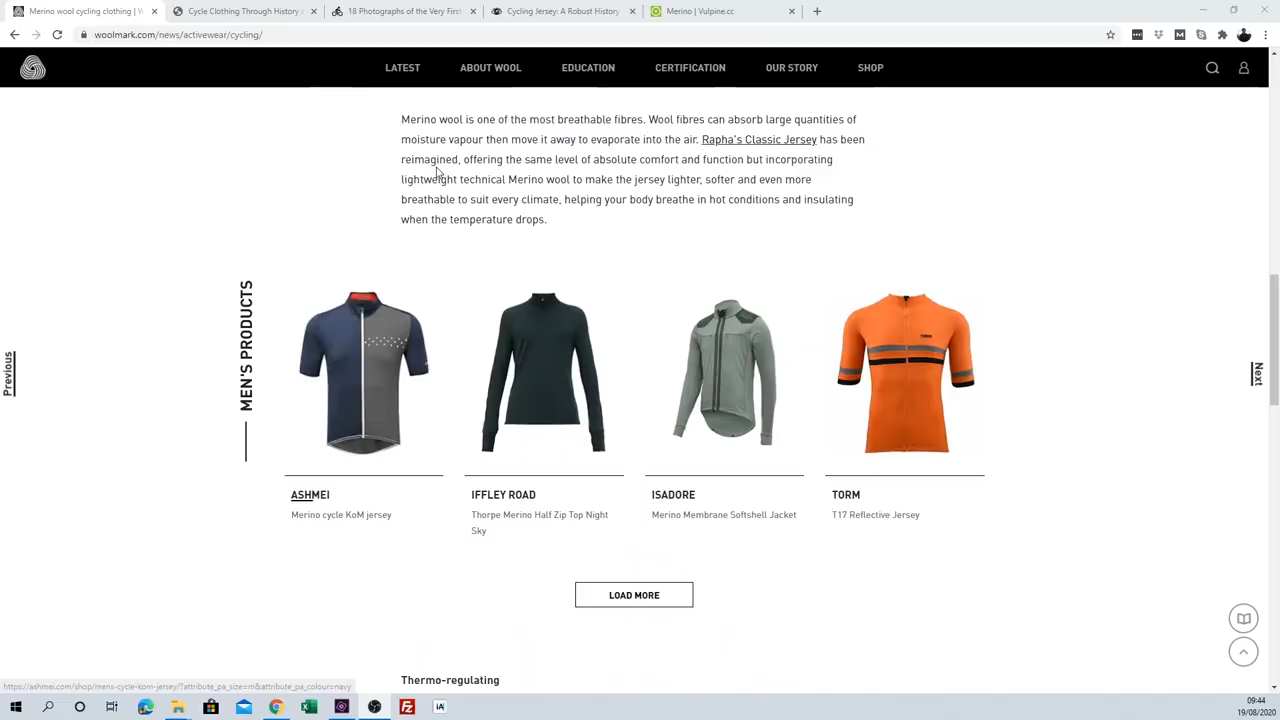 Merino wool cycling clothing | W
Cycle Clothing Through History a
18 Photographs of the Very First
Cycling Jersey: A Robust History
Merino | Vulpine.cc
woolmark.com/news/activewear/cycling/
LATEST
ABOUT WOOL
EDUCATION
CERTIFICATION
OUR STORY
SHOP
Merino wool is one of the most breathable fibres. Wool fibres can absorb large quantities of
moisture vapour then move it away to evaporate into the air. Rapha's Classic Jersey has been
reimagined, offering the same level of absolute comfort and function but incorporating
lightweight technical Merino wool to make the jersey lighter, softer and even more
breathable to suit every climate, helping your body breathe in hot conditions and insulating
when the temperature drops.
Previous
MEN'S PRODUCTS
Next
ASHMEI
Merino cycle KoM jersey
IFFLEY ROAD
Thorpe Merino Half Zip Top Night
Sky
ISADORE
Merino Membrane Softshell Jacket
TORM
T17 Reflective Jersey
LOAD MORE
Thermo-regulating
https://ashmei.com/shop/mens-cycle-kom-jersey/?attribute_pa_size=m&attribute_pa_colour=navy
09:44
19/08/2020